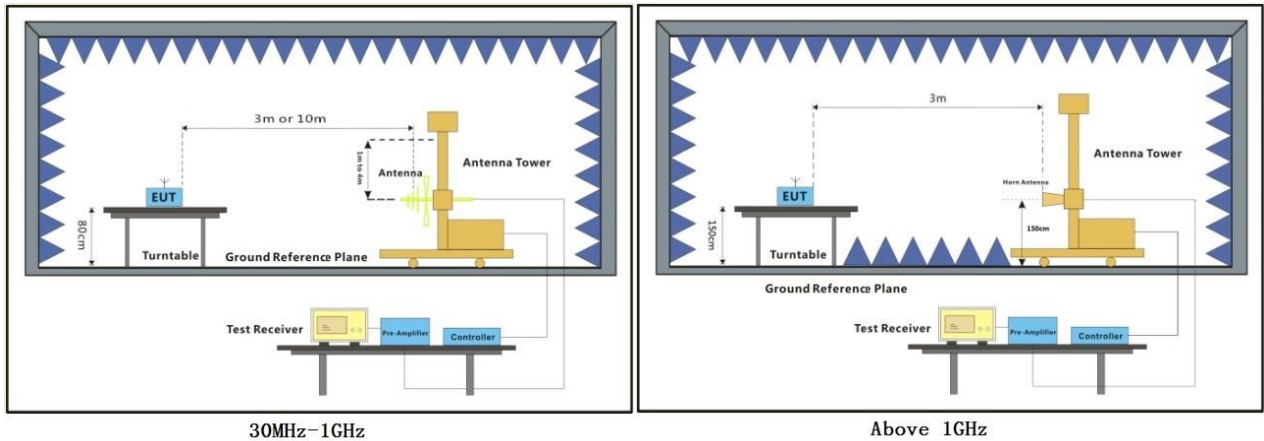 3m or 10m
1m to 4m
Antenna
Antenna Tower
EUT
80cm
Turntable
Ground Reference Plane
Test Receiver
Pre-Amplifier
Controller
30MHz-1GHz
3m
Antenna Tower
Horn Antenna
EUT
150cm
150cm
Turntable
Ground Reference Plane
Test Receiver
Pre-Amplifier
Controller
Above 1GHz